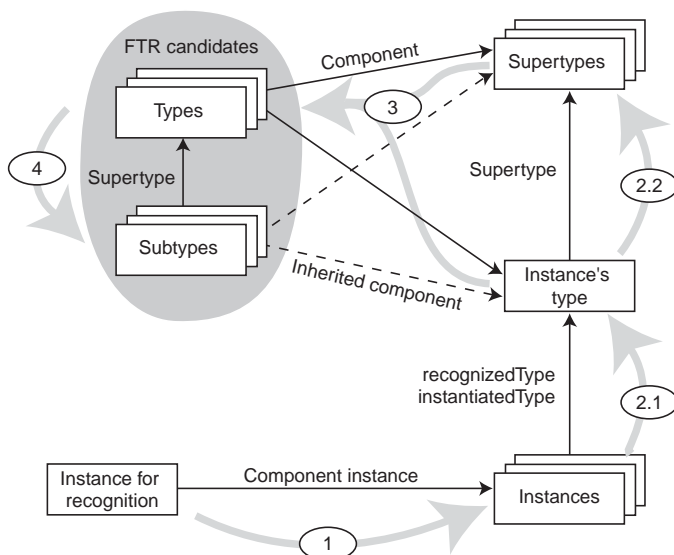 FTR candidates
Types
Component
Supertypes
3
4
Supertype
Supertype
2.2
Subtypes
Inherited component
Instance's
type
recognizedType
instantiatedType
2.1
Instance for
recognition
Component instance
Instances
1